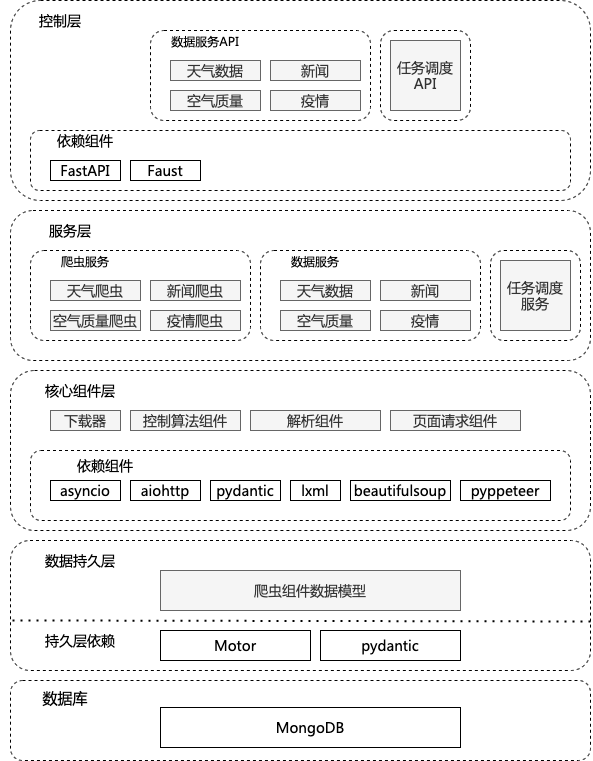 控制层
数据服务API
天气数据
新闻
空气质量
疫情
任务调度
API
依赖组件
FastAPI
Faust
服务层
爬虫服务
天气爬虫
新闻爬虫
空气质量爬虫
疫情爬虫
数据服务
天气数据
新闻
空气质量
疫情
任务调度
服务
核心组件层
下载器
控制算法组件
解析组件
页面请求组件
依赖组件
asyncio
aiohttp
pydantic
lxml
beautifulsoup
pyppeteer
数据持久层
爬虫组件数据模型
持久层依赖
Motor
pydantic
数据库
MongoDB